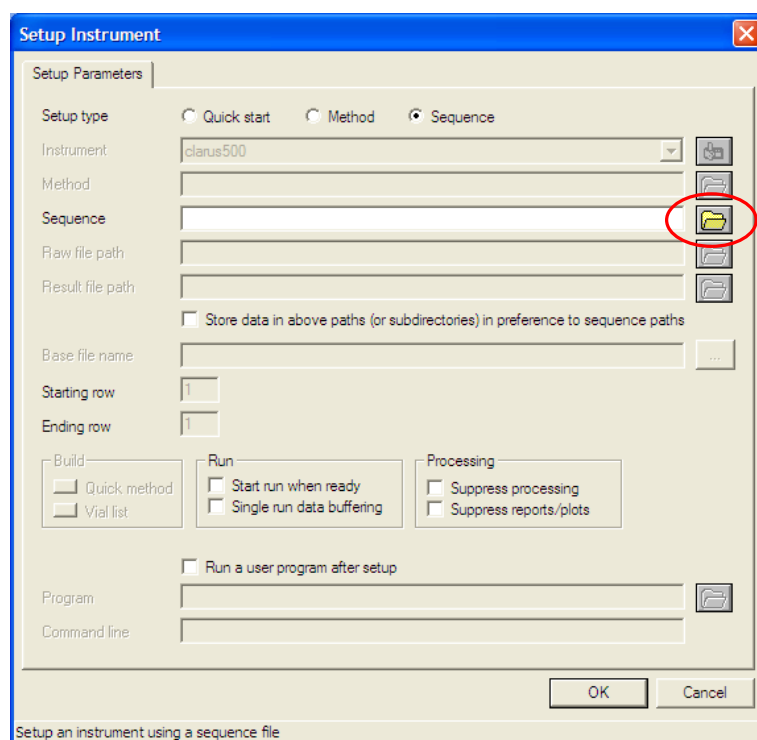 Setup Instrument
Setup Parameters
Setup type Quick start Method Sequence
Instrument clarus500
Method
Sequence
Raw file path
Result file path
Store data in above paths (or subdirectories) in preference to sequence paths
Base file name ...
Starting row 1
Ending row 1
Build Run Processing
Quick method Start run when ready Suppress processing
Vial list Single run data buffering Suppress reports/plots
Run a user program after setup
Program
Command line
OK Cancel
Setup an instrument using a sequence file